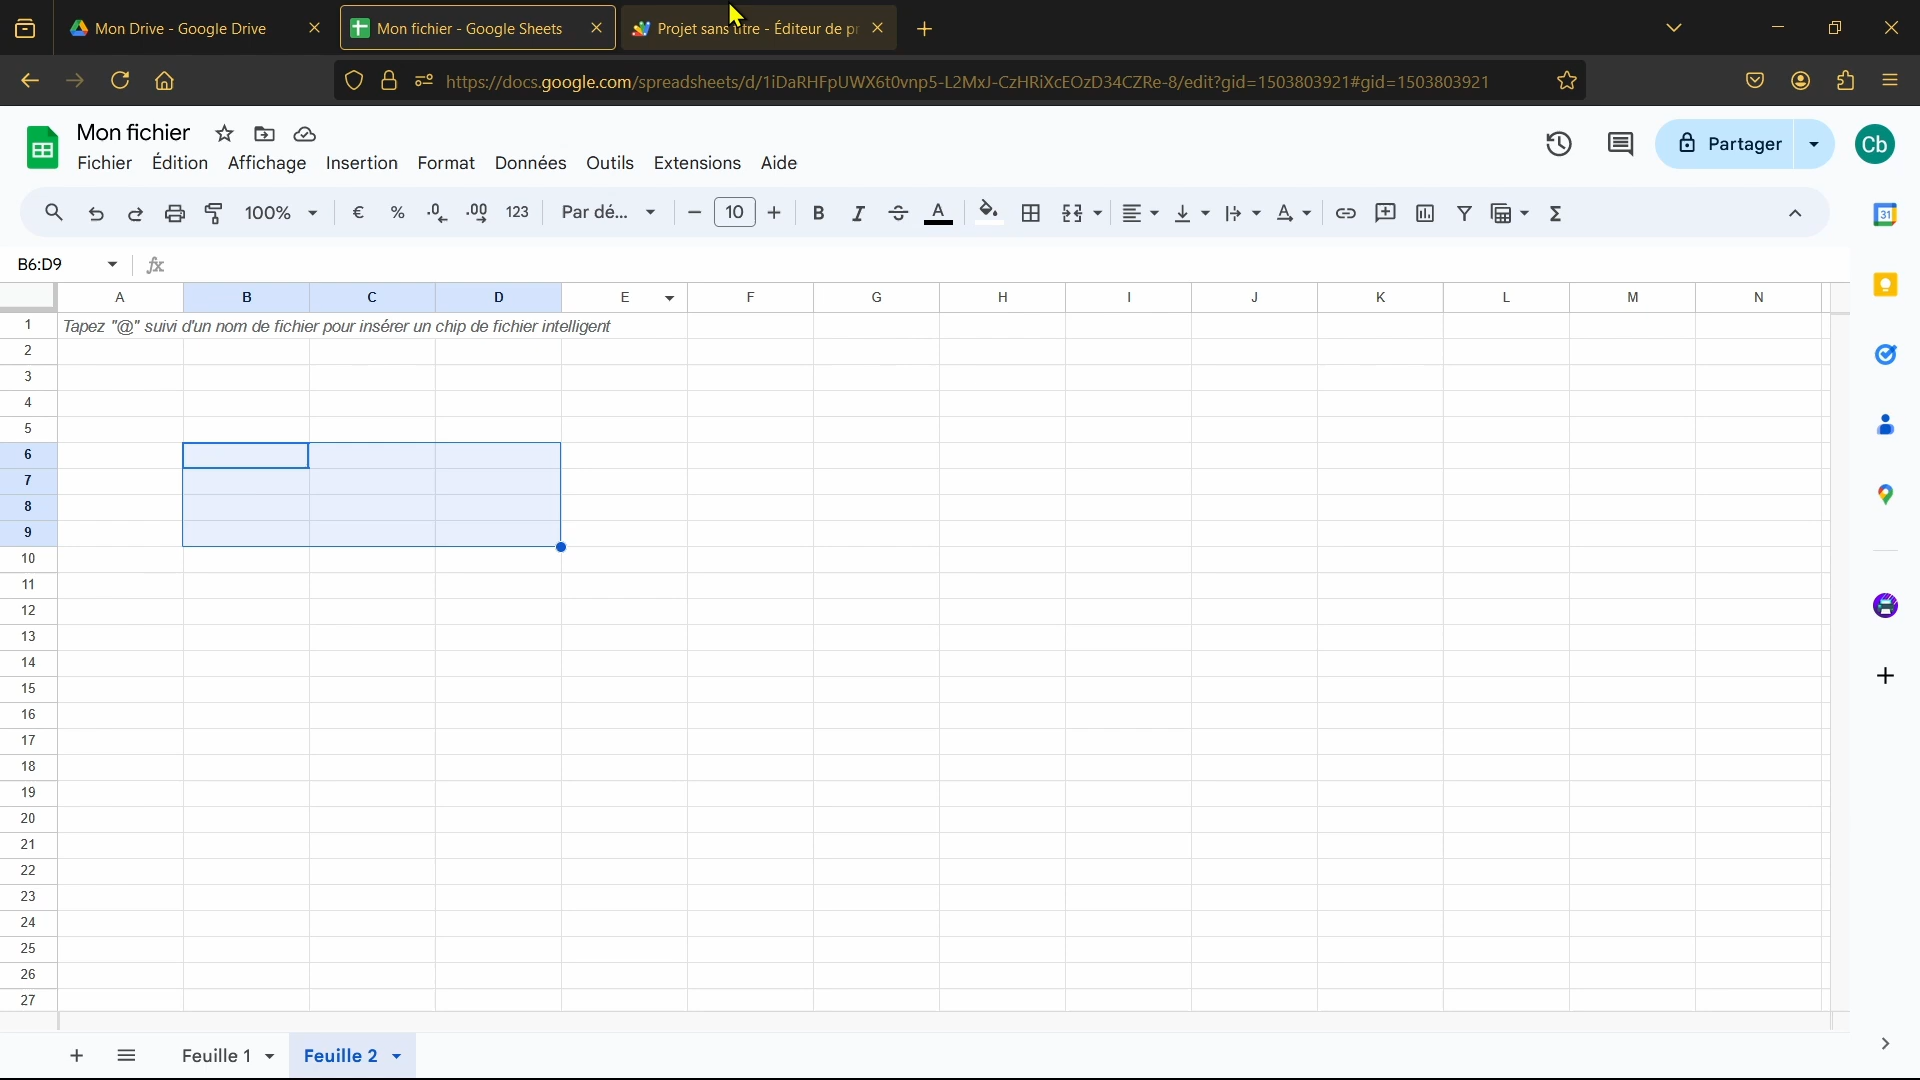 Mon Drive - Google Drive
Mon fichier - Google Sheets
Projet sans titre - Éditeur de pr
https://docs.google.com/spreadsheets/d/1iDaRHFpUWX6t0vnp5-L2MxJ-CzHRiXcEOzD34CZRe-8/edit?gid=1503803921#gid=1503803921
Mon fichier
Fichier Édition Affichage Insertion Format Données Outils Extensions Aide
Partager
Cb
100% € % .0 .00 123 Par dé... 10 B I S A
B6:D9 fx
A B C D E F G H I J K L M N
1 Tapez "@" suivi d'un nom de fichier pour insérer un chip de fichier intelligent
2
3
4
5
6
7
8
9
10
11
12
13
14
15
16
17
18
19
20
21
22
23
24
25
26
27
31
Feuille 1 Feuille 2